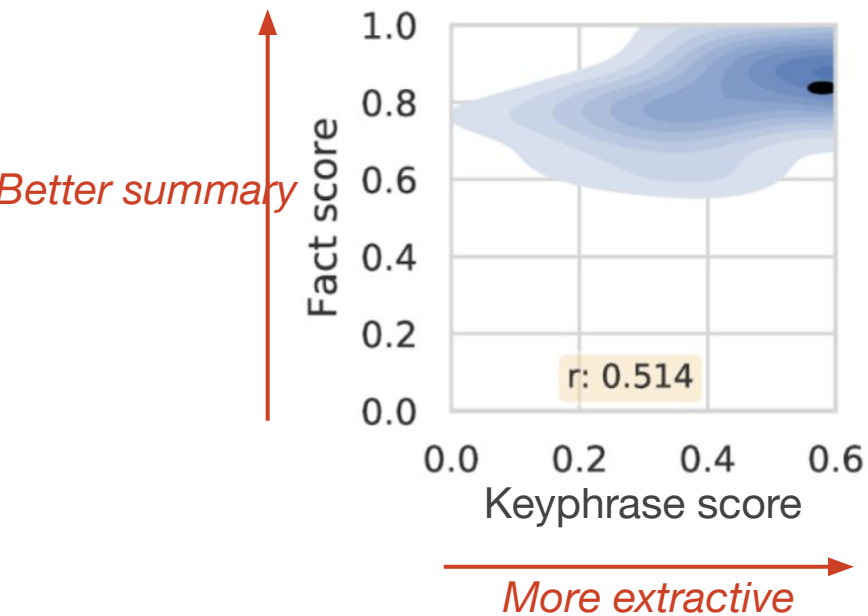 1.0
0.8
0.6
0.4
0.2
0.0
Fact score
Better summary
r: 0.514
0.0 0.2 0.4 0.6
Keyphrase score
More extractive